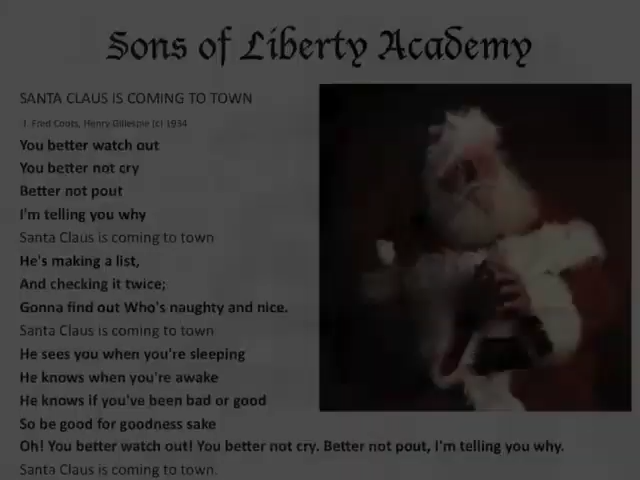 Sons of Liberty Academy
SANTA CLAUS IS COMING TO TOWN
J. Fred Coots, Henry Gillespie (c) 1934
You better watch out
You better not cry
Better not pout
I'm telling you why
Santa Claus is coming to town
He's making a list,
And checking it twice;
Gonna find out Who's naughty and nice.
Santa Claus is coming to town
He sees you when you're sleeping
He knows when you're awake
He knows if you've been bad or good
So be good for goodness sake
Oh! You better watch out! You better not cry. Better not pout, I'm telling you why.
Santa Claus is coming to town.